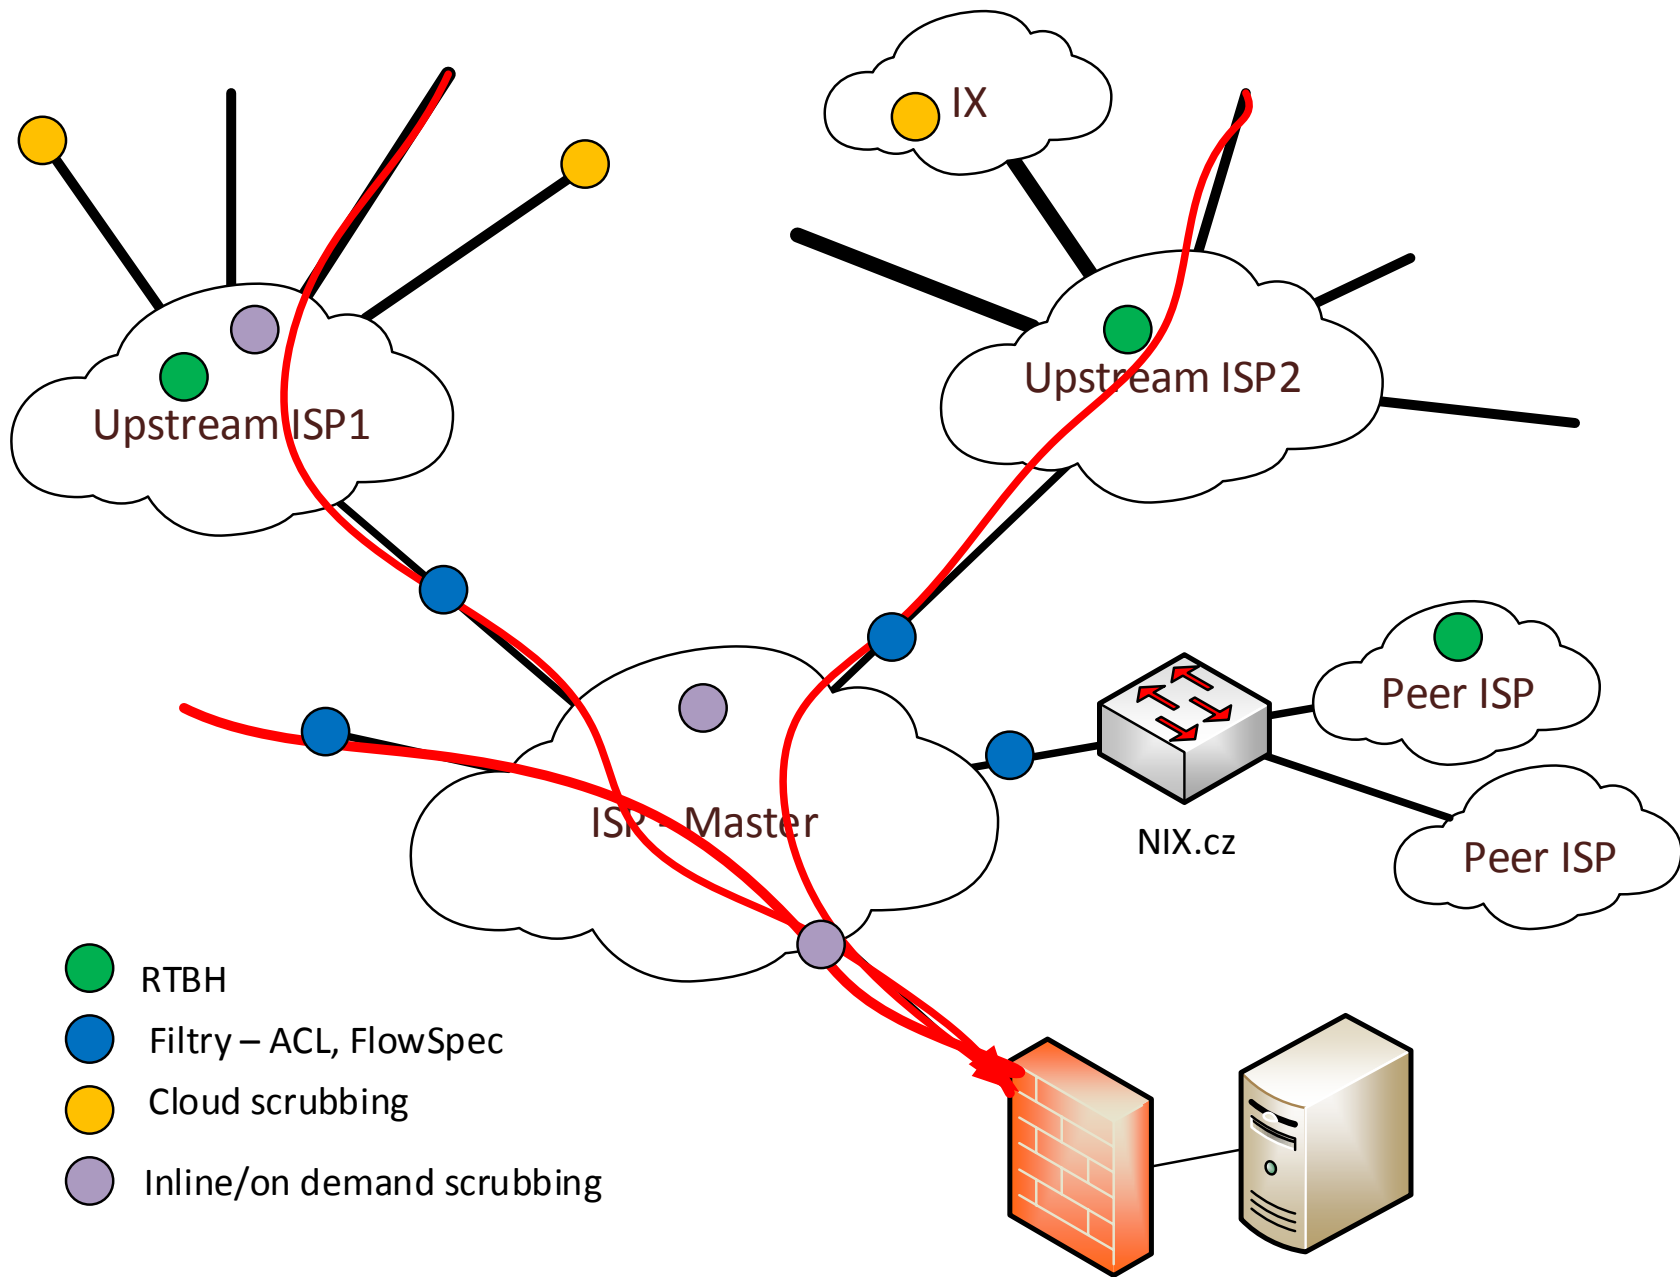 IX
Upstream ISP2
Upstream ISP1
Peer ISP
ISP - Master
NIX.cz
Peer ISP
RTBH
Filtry – ACL, FlowSpec
Cloud scrubbing
Inline/on demand scrubbing